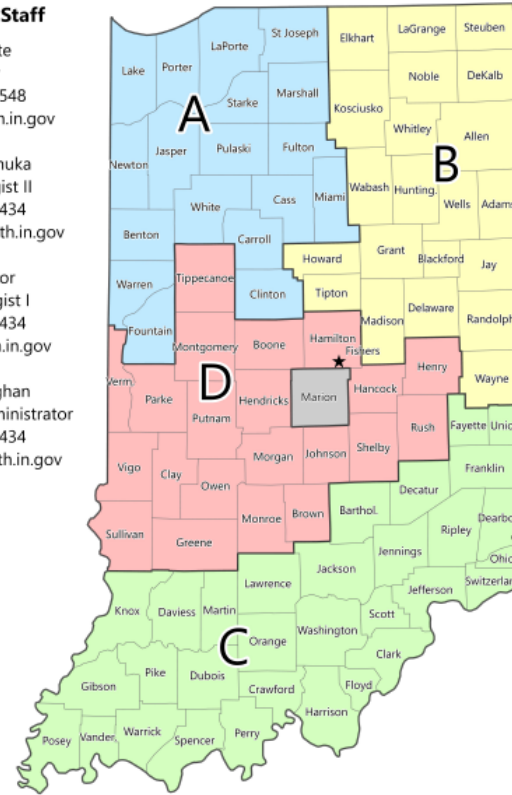 Staff
te
548
n.in.gov
nuka
gist II
434
th.in.gov
or
gist I
434
n.in.gov
ghan
ministrator
434
th.in.gov
St Joseph
LaPorte
Lake
Porter
Starke
Marshall
A
Jasper
Pulaski
Fulton
Newton
White
Cass
Miami
Benton
Carroll
Warren
Clinton
Fountain
Elkhart
LaGrange
Steuben
Noble
DeKalb
Kosciusko
Whitley
Allen
B
Wabash
Hunting.
Wells
Adams
Howard
Grant
Blackford
Jay
Tipton
Madison
Delaware
Randolph
Wayne
Tippecanoe
Montgomery
Boone
Hamilton
Fishers
Verm.
Parke
D
Putnam
Hendricks
Marion
Hancock
Henry
Rush
Vigo
Clay
Owen
Morgan
Johnson
Shelby
Sullivan
Greene
Monroe
Brown
Fayette
Unio
Franklin
Decatur
Barthol.
Ripley
Dearbo
Jennings
Ohio
Jackson
Lawrence
Jefferson
Switzerlan
Knox
Daviess
Martin
Scott
Orange
Washington
C
Clark
Gibson
Pike
Dubois
Crawford
Floyd
Harrison
Posey
Vander.
Warrick
Spencer
Perry